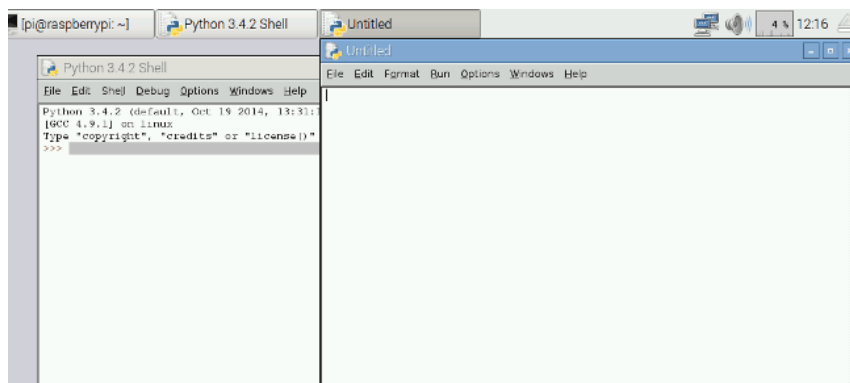 [pi@raspberrypi: ~]
Python 3.4.2 Shell
Untitled
4 %
12:16
Untitled
File Edit Format Run Options Windows Help
Python 3.4.2 Shell
File Edit Shell Debug Options Windows Help
Python 3.4.2 (default, Oct 19 2014, 13:31:1
[GCC 4.9.1] on linux
Type "copyright", "credits" or "license()"
>>>